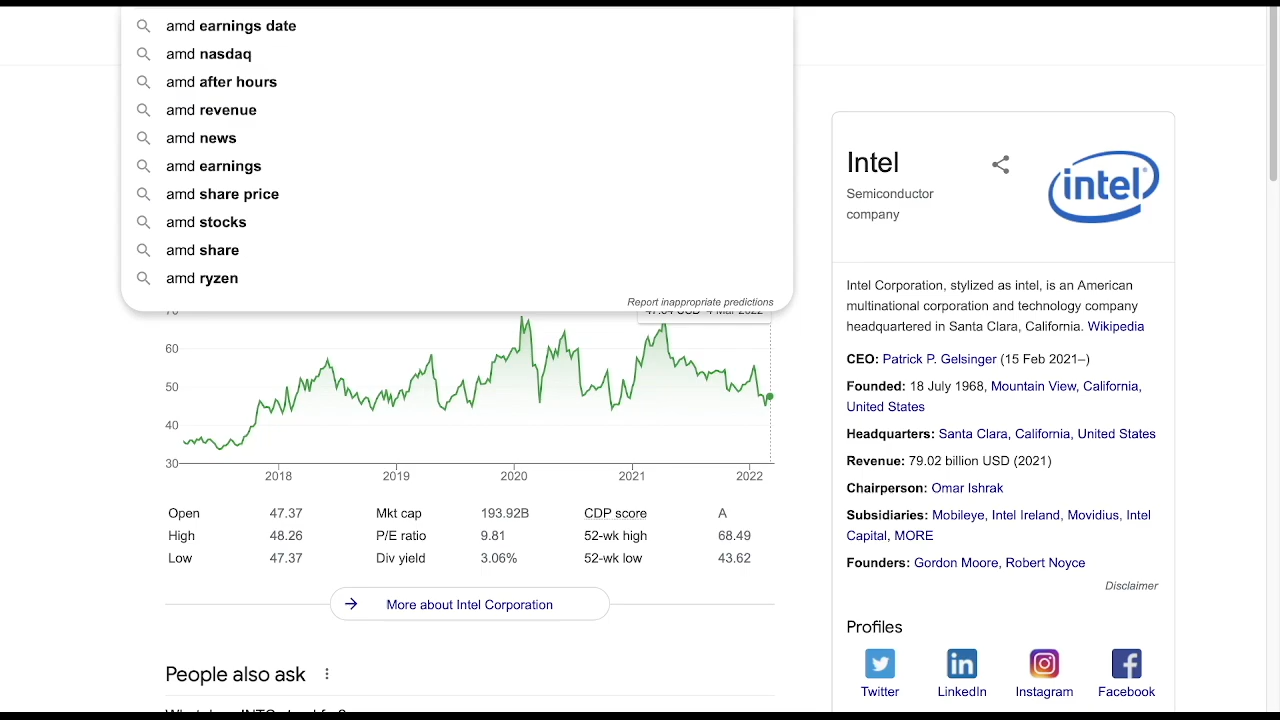 amd earnings date
amd nasdaq
amd after hours
amd revenue
amd news
amd earnings
amd share price
amd stocks
amd share
amd ryzen
Report inappropriate predictions
70
47.64 USD 4 Mar 2022
60
50
40
30
2018 2019 2020 2021 2022
Open 47.37 Mkt cap 193.92B CDP score A
High 48.26 P/E ratio 9.81 52-wk high 68.49
Low 47.37 Div yield 3.06% 52-wk low 43.62
More about Intel Corporation
People also ask
Intel
Semiconductor
company
intel
Intel Corporation, stylized as intel, is an American
multinational corporation and technology company
headquartered in Santa Clara, California. Wikipedia
CEO: Patrick P. Gelsinger (15 Feb 2021–)
Founded: 18 July 1968, Mountain View, California,
United States
Headquarters: Santa Clara, California, United States
Revenue: 79.02 billion USD (2021)
Chairperson: Omar Ishrak
Subsidiaries: Mobileye, Intel Ireland, Movidius, Intel
Capital, MORE
Founders: Gordon Moore, Robert Noyce
Disclaimer
Profiles
Twitter LinkedIn Instagram Facebook